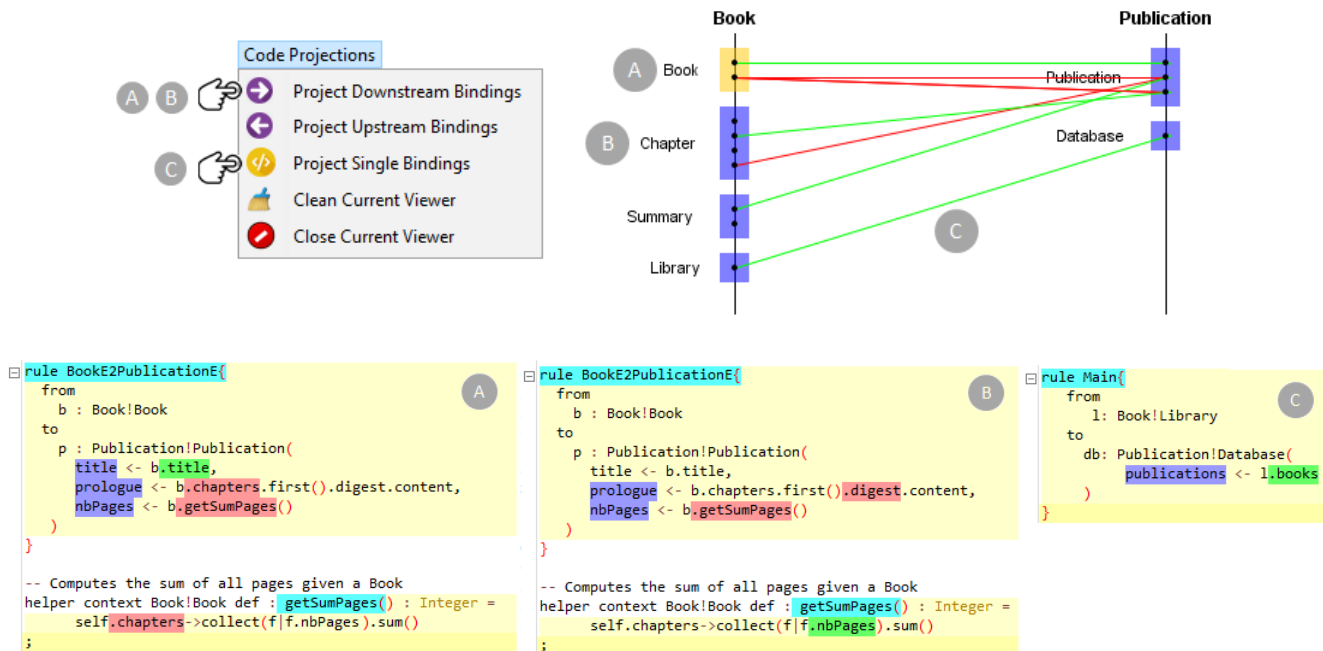 Code Projections
A B
Project Downstream Bindings
Project Upstream Bindings
C
Project Single Bindings
Clean Current Viewer
Close Current Viewer
Book
Publication
A
Book
Publication
B
Chapter
Database
Summary
C
Library
rule BookE2PublicationE{
A
from
b : Book!Book
to
p : Publication!Publication(
title <- b.title,
prologue <- b.chapters.first().digest.content,
nbPages <- b.getSumPages()
)
}
-- Computes the sum of all pages given a Book
helper context Book!Book def : getSumPages() : Integer =
self.chapters->collect(f|f.nbPages).sum()
;
rule BookE2PublicationE{
B
from
b : Book!Book
to
p : Publication!Publication(
title <- b.title,
prologue <- b.chapters.first().digest.content,
nbPages <- b.getSumPages()
)
}
-- Computes the sum of all pages given a Book
helper context Book!Book def : getSumPages() : Integer =
self.chapters->collect(f|f.nbPages).sum()
;
rule Main{
C
from
l: Book!Library
to
db: Publication!Database(
publications <- l.books
)
}